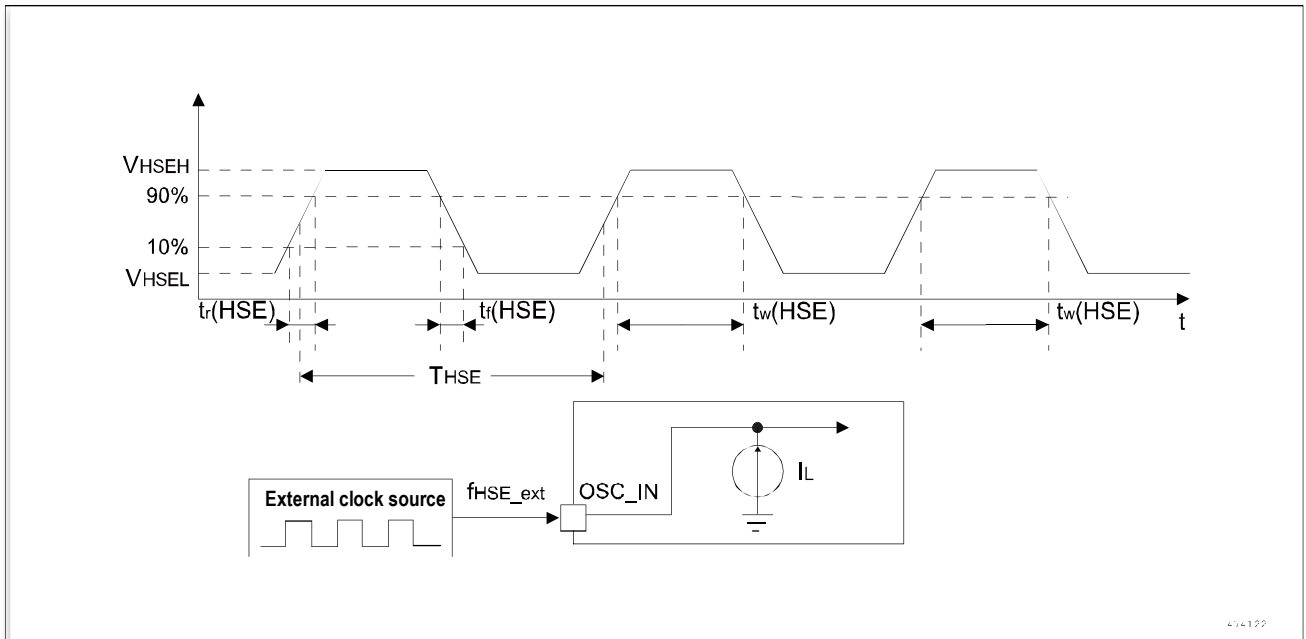 VHSEH
90%
10%
VHSEL
tr(HSE)
tf(HSE)
tw(HSE)
tw(HSE)
t
THSE
External clock source
fHSE_ext
OSC_IN
IL